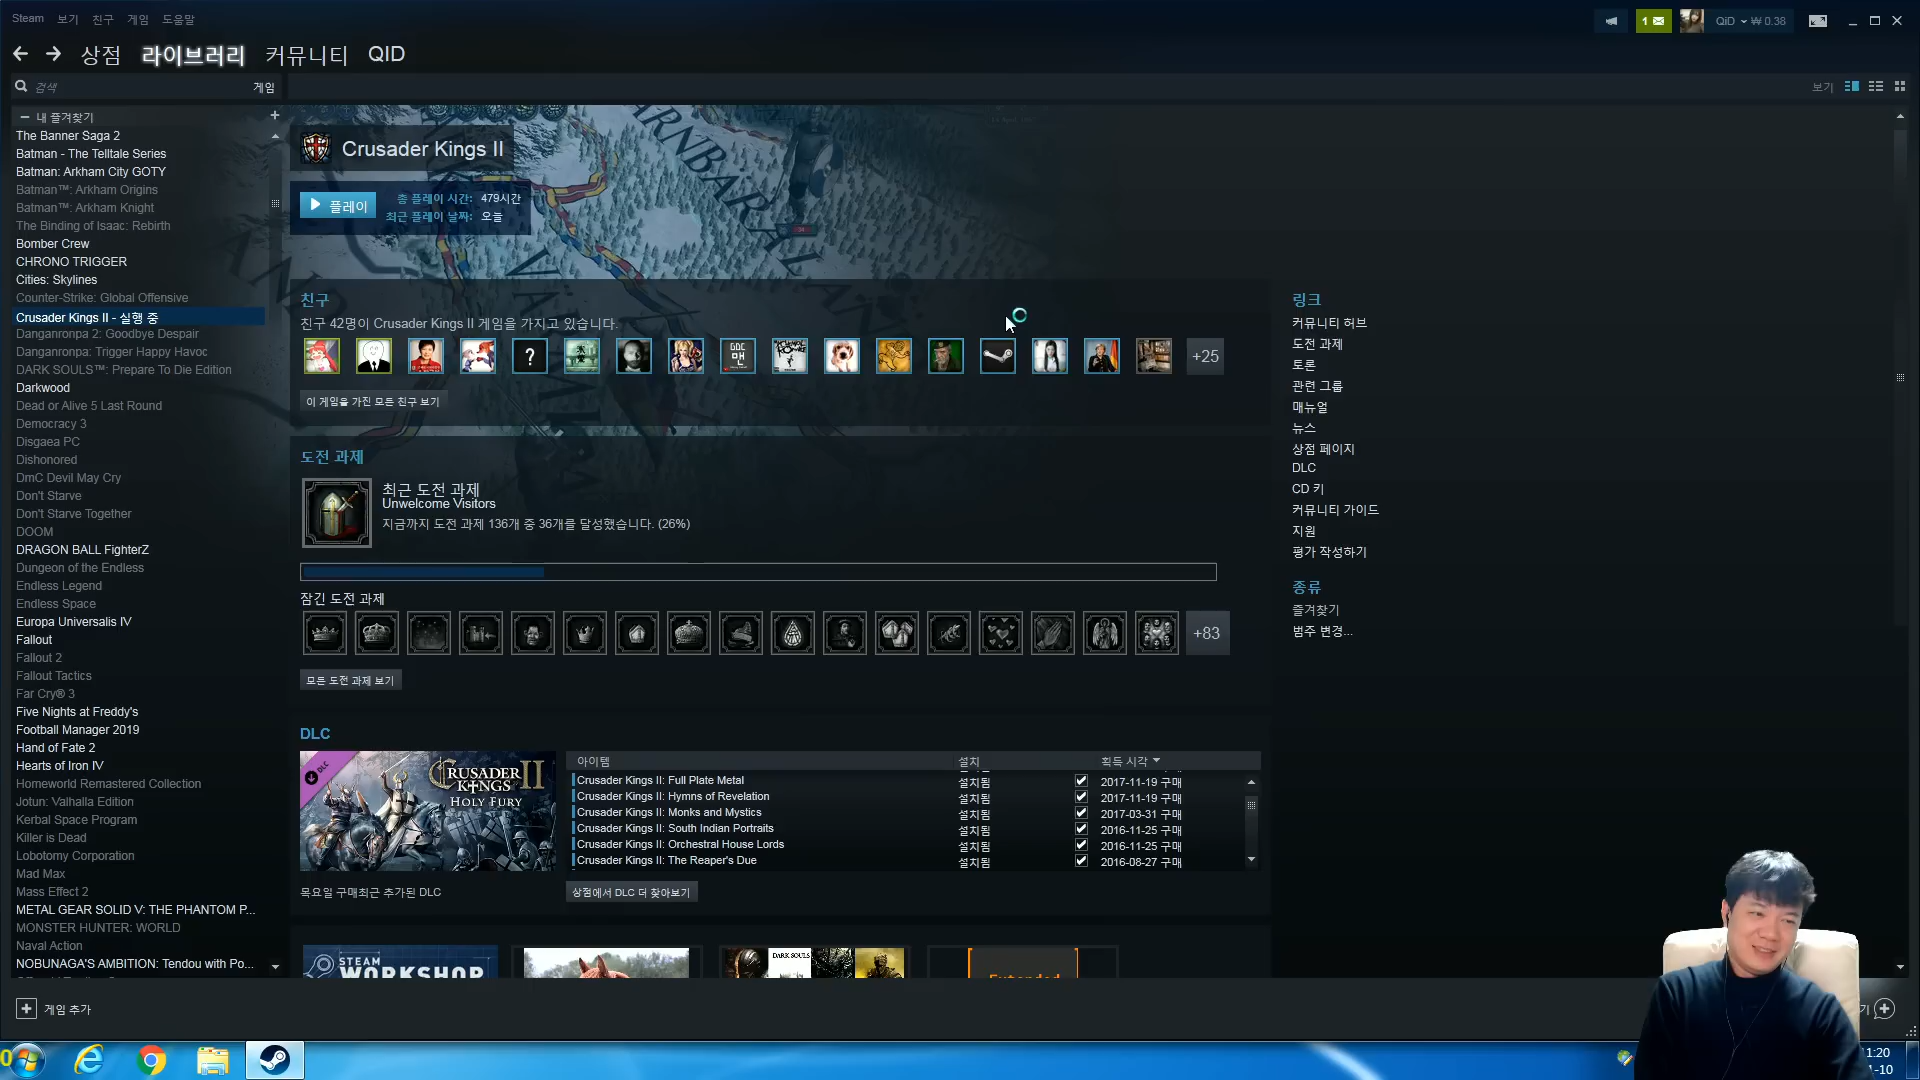 Steam 보기 친구 게임 도움말
1 QiD ₩ 0.38
상점 라이브러리 커뮤니티 QID
검색 게임 보기
내 즐겨찾기
The Banner Saga 2
Batman - The Telltale Series
Batman: Arkham City GOTY
Batman™: Arkham Origins
Batman™: Arkham Knight
The Binding of Isaac: Rebirth
Bomber Crew
CHRONO TRIGGER
Cities: Skylines
Counter-Strike: Global Offensive
Crusader Kings II - 실행 중
Danganronpa 2: Goodbye Despair
Danganronpa: Trigger Happy Havoc
DARK SOULS™: Prepare To Die Edition
Darkwood
Dead or Alive 5 Last Round
Democracy 3
Disgaea PC
Dishonored
DmC Devil May Cry
Don't Starve
Don't Starve Together
DOOM
DRAGON BALL FighterZ
Dungeon of the Endless
Endless Legend
Endless Space
Europa Universalis IV
Fallout
Fallout 2
Fallout Tactics
Far Cry® 3
Five Nights at Freddy's
Football Manager 2019
Hand of Fate 2
Hearts of Iron IV
Homeworld Remastered Collection
Jotun: Valhalla Edition
Kerbal Space Program
Killer is Dead
Lobotomy Corporation
Mad Max
Mass Effect 2
METAL GEAR SOLID V: THE PHANTOM P...
MONSTER HUNTER: WORLD
Naval Action
NOBUNAGA'S AMBITION: Tendou with Po...
게임 추가
Crusader Kings II
플레이
총 플레이 시간: 479시간
최근 플레이 날짜: 오늘
친구
친구 42명이 Crusader Kings II 게임을 가지고 있습니다.
?
+25
이 게임을 가진 모든 친구 보기
도전 과제
최근 도전 과제
Unwelcome Visitors
지금까지 도전 과제 136개 중 36개를 달성했습니다. (26%)
잠긴 도전 과제
+83
모든 도전 과제 보기
DLC
DLC
CRUSADER KINGS II
HOLY FURY
목요일 구매최근 추가된 DLC
아이템 설치 획득 시각
Crusader Kings II: Full Plate Metal 설치됨 2017-11-19 구매
Crusader Kings II: Hymns of Revelation 설치됨 2017-11-19 구매
Crusader Kings II: Monks and Mystics 설치됨 2017-03-31 구매
Crusader Kings II: South Indian Portraits 설치됨 2016-11-25 구매
Crusader Kings II: Orchestral House Lords 설치됨 2016-11-25 구매
Crusader Kings II: The Reaper's Due 설치됨 2016-08-27 구매
상점에서 DLC 더 찾아보기
STEAM
WORKSHOP
DARK SOULS
Extended
링크
커뮤니티 허브
도전 과제
토론
관련 그룹
매뉴얼
뉴스
상점 페이지
DLC
CD 키
커뮤니티 가이드
지원
평가 작성하기
종류
즐겨찾기
범주 변경...
1:20
1-10